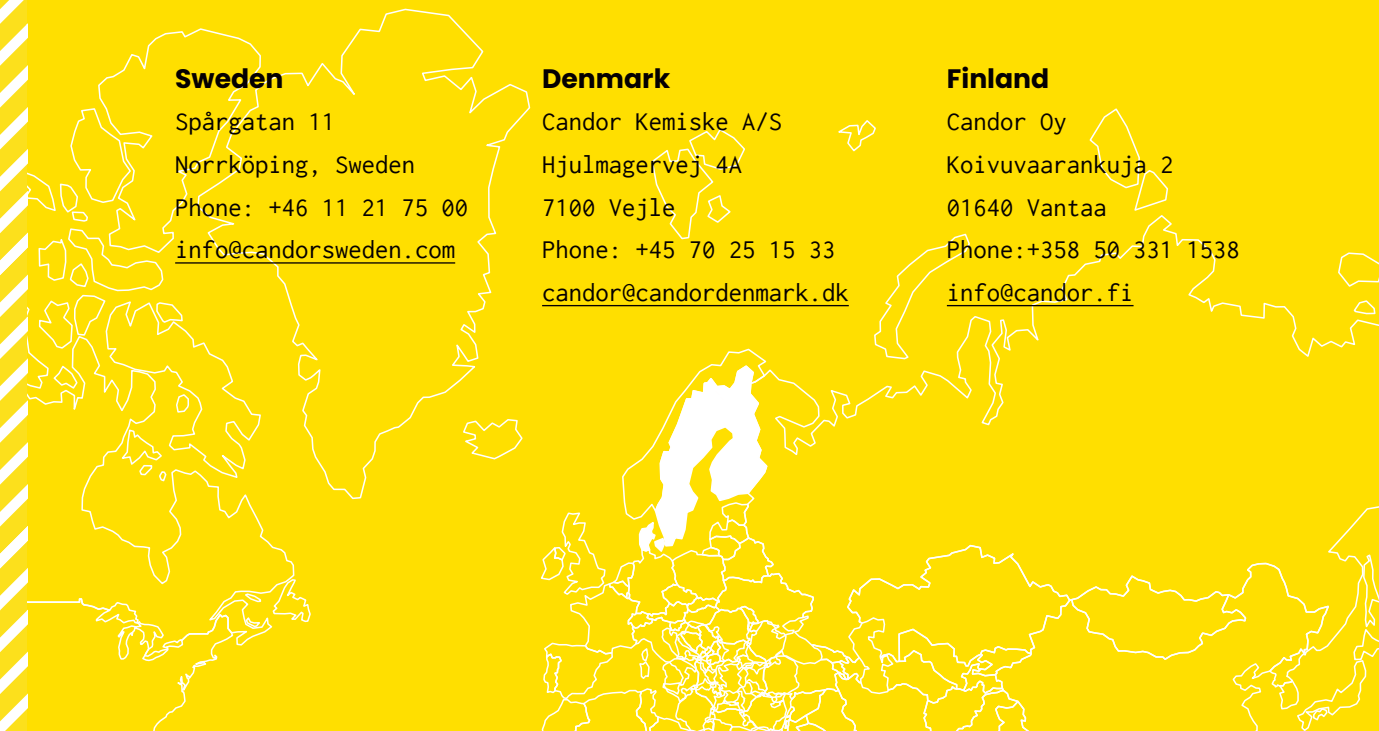 Sweden
Spårgatan 11
Norrköping, Sweden
Phone: +46 11 21 75 00
info@candorsweden.com
Denmark
Candor Kemiske A/S
Hjulmagervej 4A
7100 Vejle
Phone: +45 70 25 15 33
candor@candordenmark.dk
Finland
Candor Oy
Koivuvaarankuja 2
01640 Vantaa
Phone:+358 50 331 1538
info@candor.fi